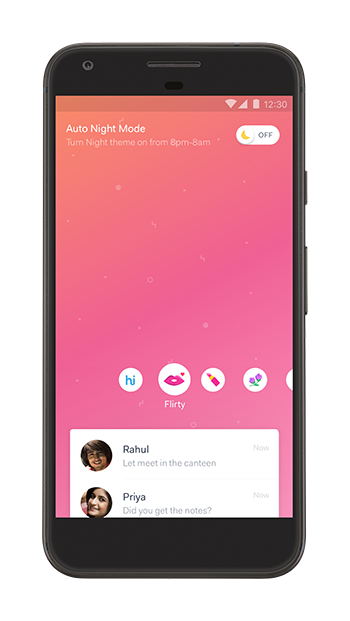 12:30
Auto Night Mode
OFF
Turn Night theme on from 8pm-8am
hi
Flirty
Rahul
Now
Let meet in the canteen
Priya
Now
Did you get the notes?